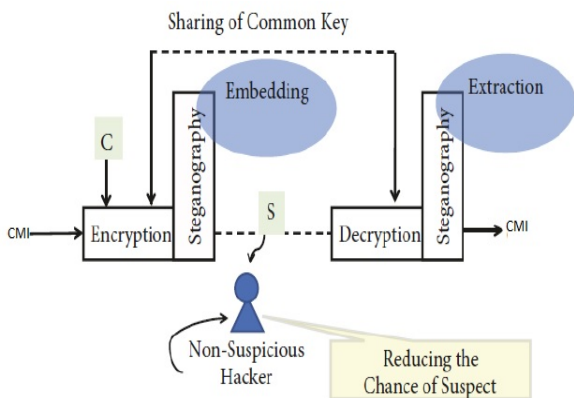 Sharing of Common Key
Embedding
Extraction
C
Steganography
Steganography
S
CMI
Encryption
Decryption
CMI
Non-Suspicious
Hacker
Reducing the
Chance of Suspect